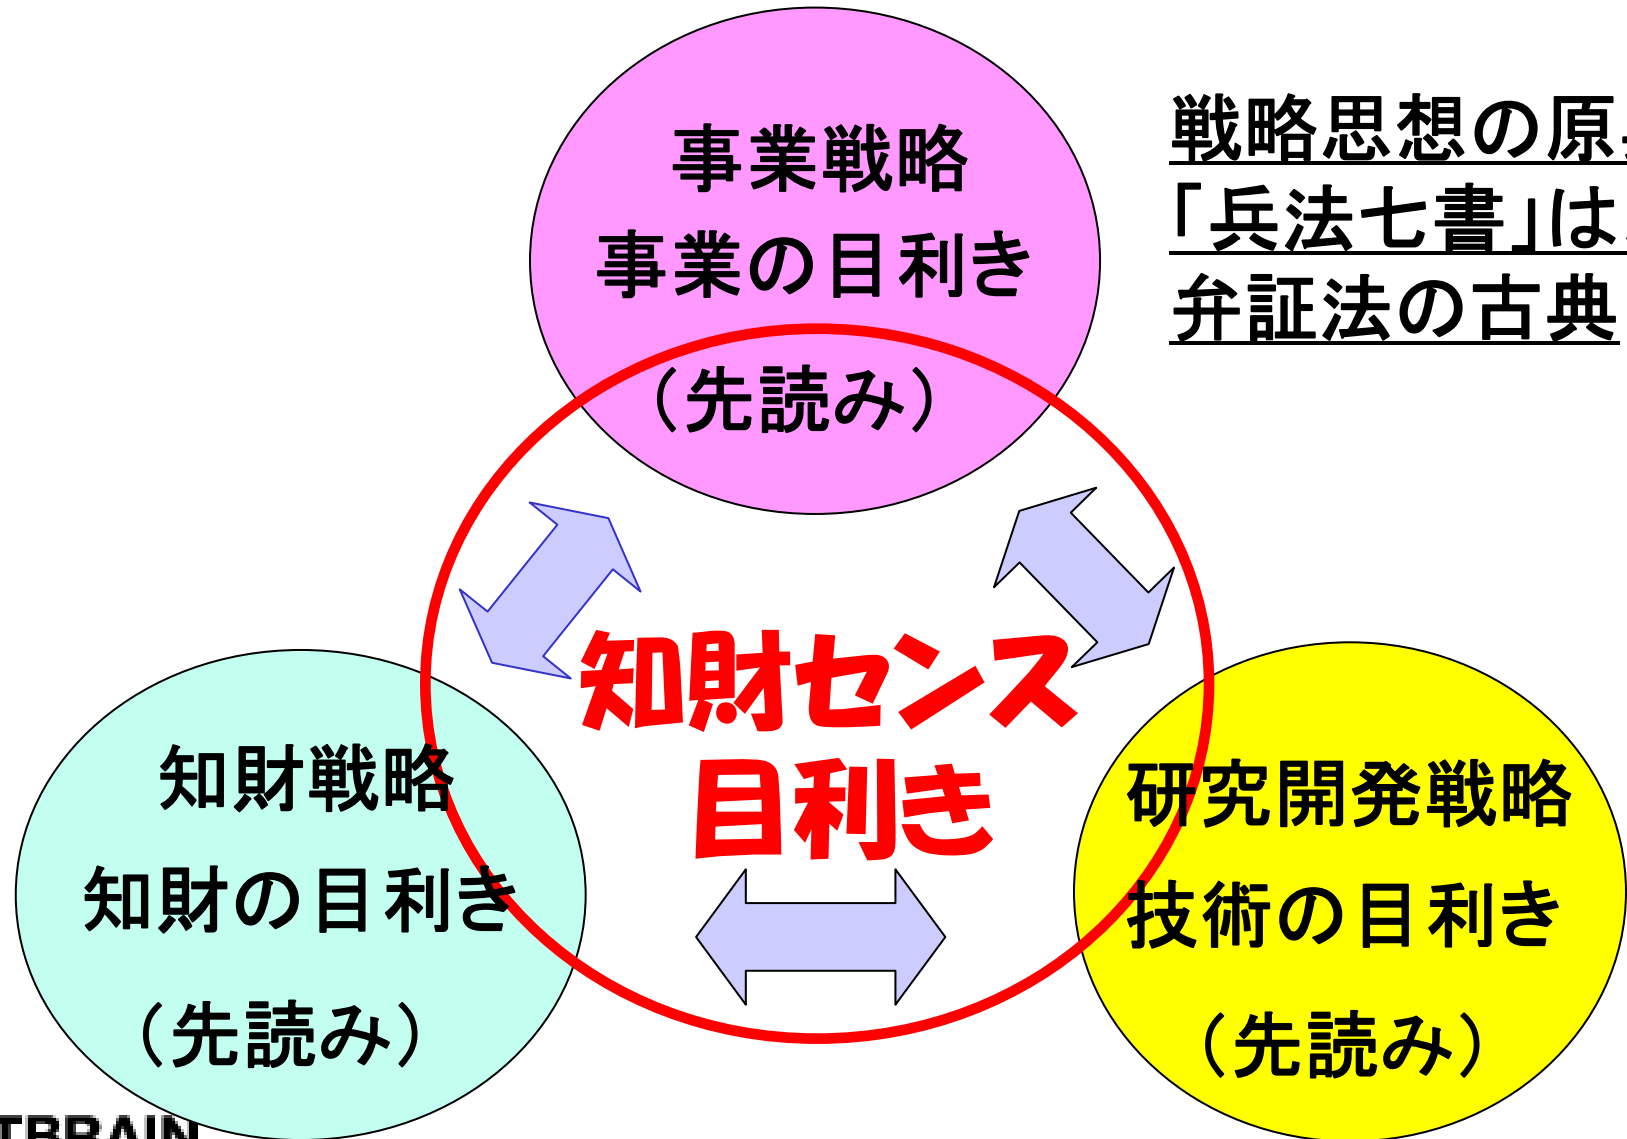 事業戦略
事業の目利き
(先読み)
戦略思想の原
「兵法七書」は
弁証法の古典
知財センス
目利き
知財戦略
知財の目利き
(先読み)
研究開発戦略
技術の目利き
(先読み)